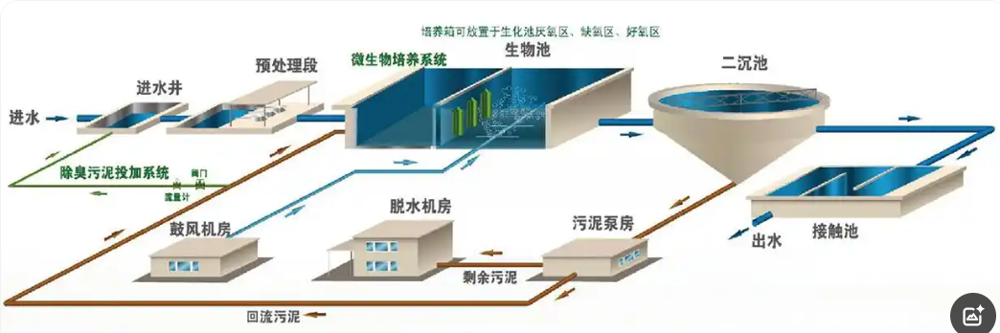 培养箱可放置于生化池厌氧区、缺氧区、好氧区
微生物培养系统
生物池
二沉池
预处理段
进水井
进水
除臭污泥投加系统
阀门
流量计
鼓风机房
脱水机房
污泥泵房
剩余污泥
回流污泥
出水
接触池